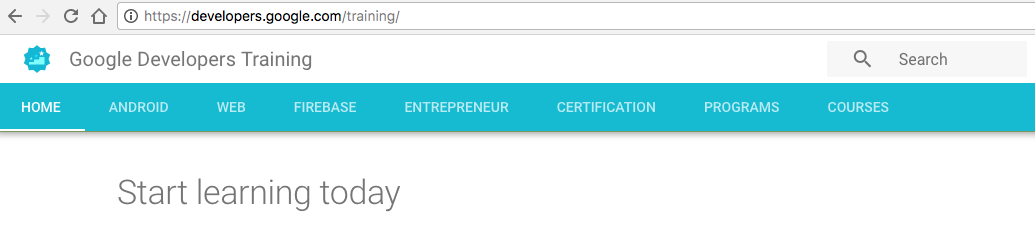 https://developers.google.com/training/
Google Developers Training
Search
HOME ANDROID WEB FIREBASE ENTREPRENEUR CERTIFICATION PROGRAMS COURSES
Start learning today